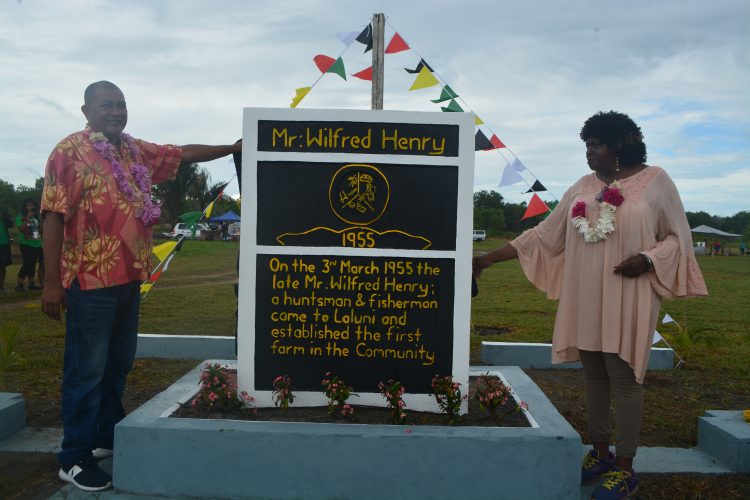 Mr: Wilfred Henry
1955
On the 3rd March 1955 the
late Mr. Wilfred Henry;
a huntsman & fisherman
came to Laluni and
established the first
farm in the Community